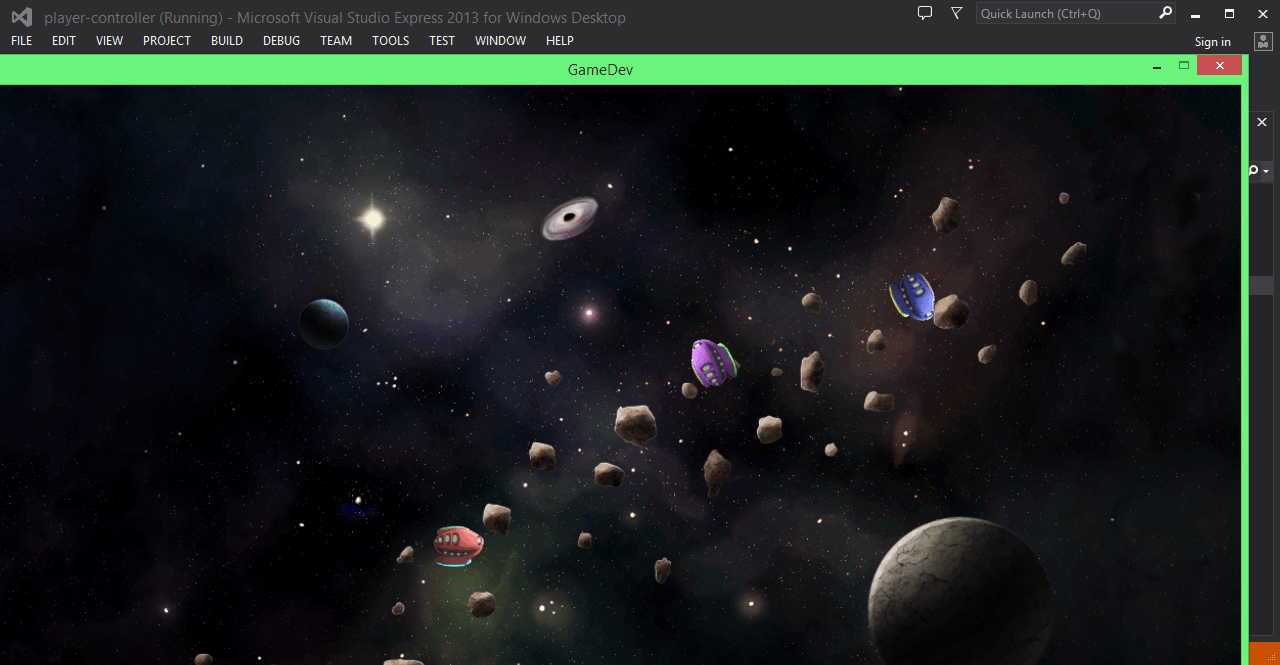 player-controller (Running) - Microsoft Visual Studio Express 2013 for Windows Desktop
Quick Launch (Ctrl+Q)
FILE EDIT VIEW PROJECT BUILD DEBUG TEAM TOOLS TEST WINDOW HELP
Sign in
GameDev